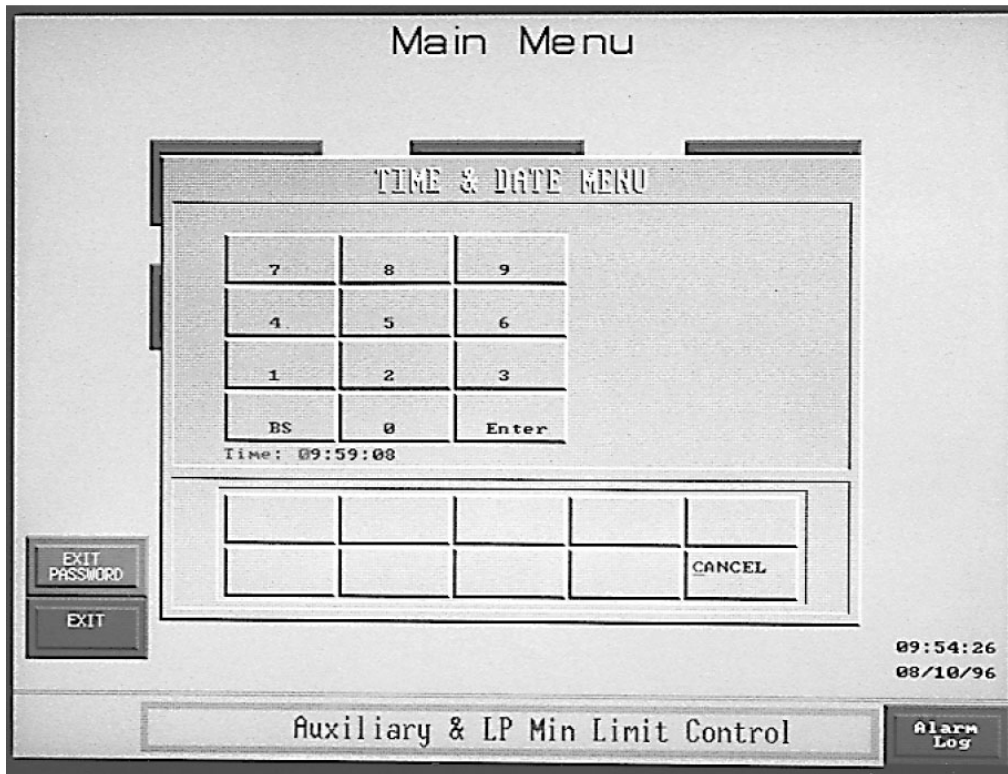 Main Menu
TIME & DATE MENU
7 8 9
4 5 6
1 2 3
BS 0 Enter
Time: 09:59:08
CANCEL
EXIT
PASSWORD
EXIT
09:54:26
08/10/96
Auxiliary & LP Min Limit Control
Alarm
Log